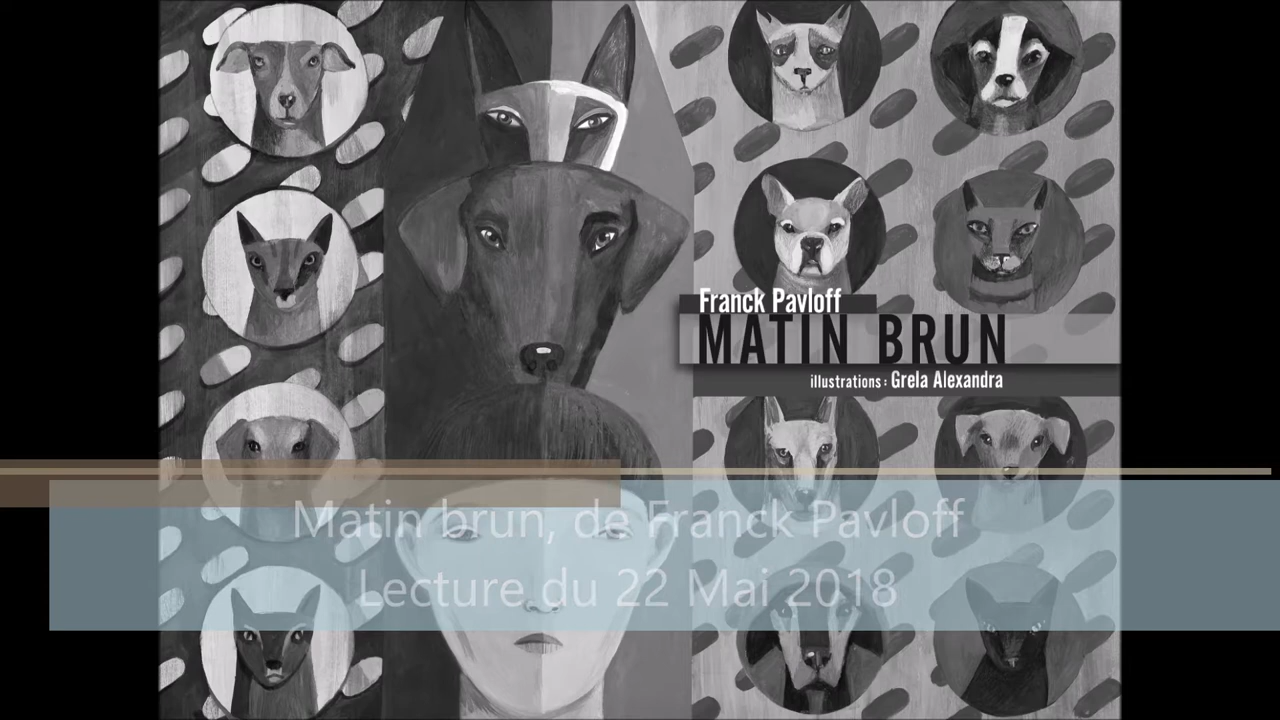 Franck Pavloff
MATIN BRUN
illustrations: Grela Alexandra
Matin brun, de Franck Pavloff
Lecture du 22 Mai 2018